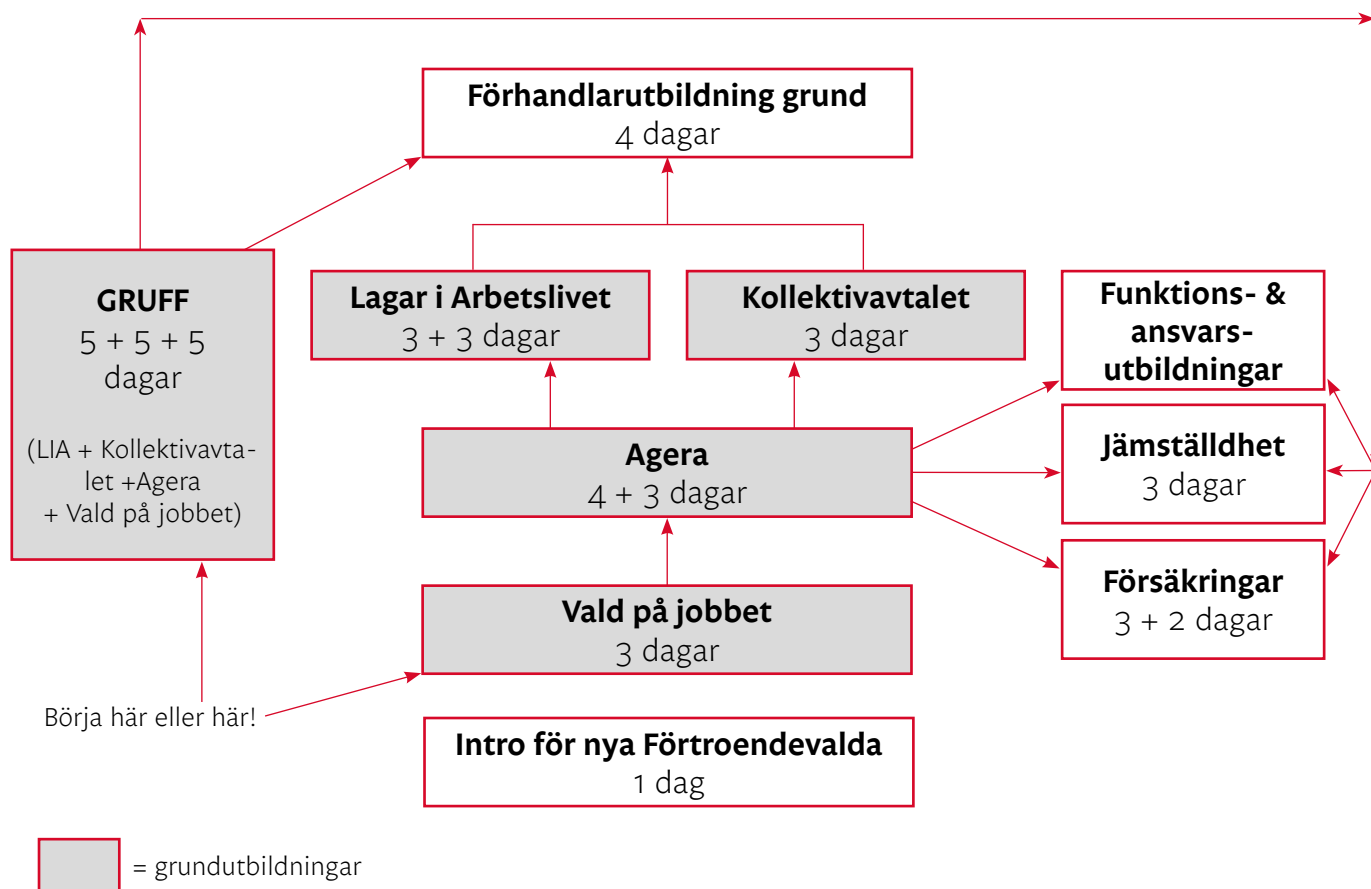 Förhandlarutbildning grund
4 dagar
GRUFF
5 + 5 + 5
dagar
(LIA + Kollektivavta-
let +Agera
+ Vald på jobbet)
Lagar i Arbetslivet
3 + 3 dagar
Kollektivavtalet
3 dagar
Funktions- &
ansvars-
utbildningar
Agera
4 + 3 dagar
Jämställdhet
3 dagar
Försäkringar
3 + 2 dagar
Vald på jobbet
3 dagar
Börja här eller här!
Intro för nya Förtroendevalda
1 dag
= grundutbildningar